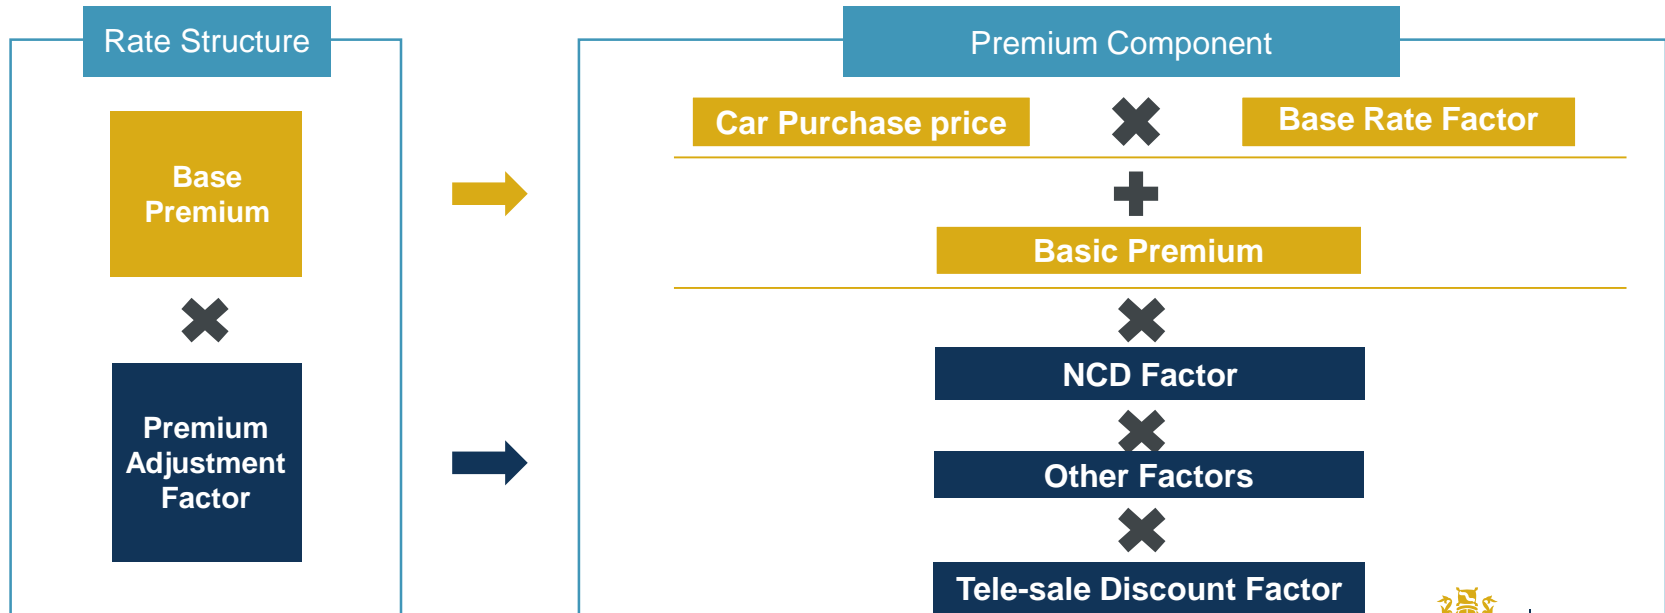 Rate Structure
Premium Component
Car Purchase price
Base Rate Factor
Base
Premium
Basic Premium
NCD Factor
Premium
Adjustment
Factor
Other Factors
Tele-sale Discount Factor